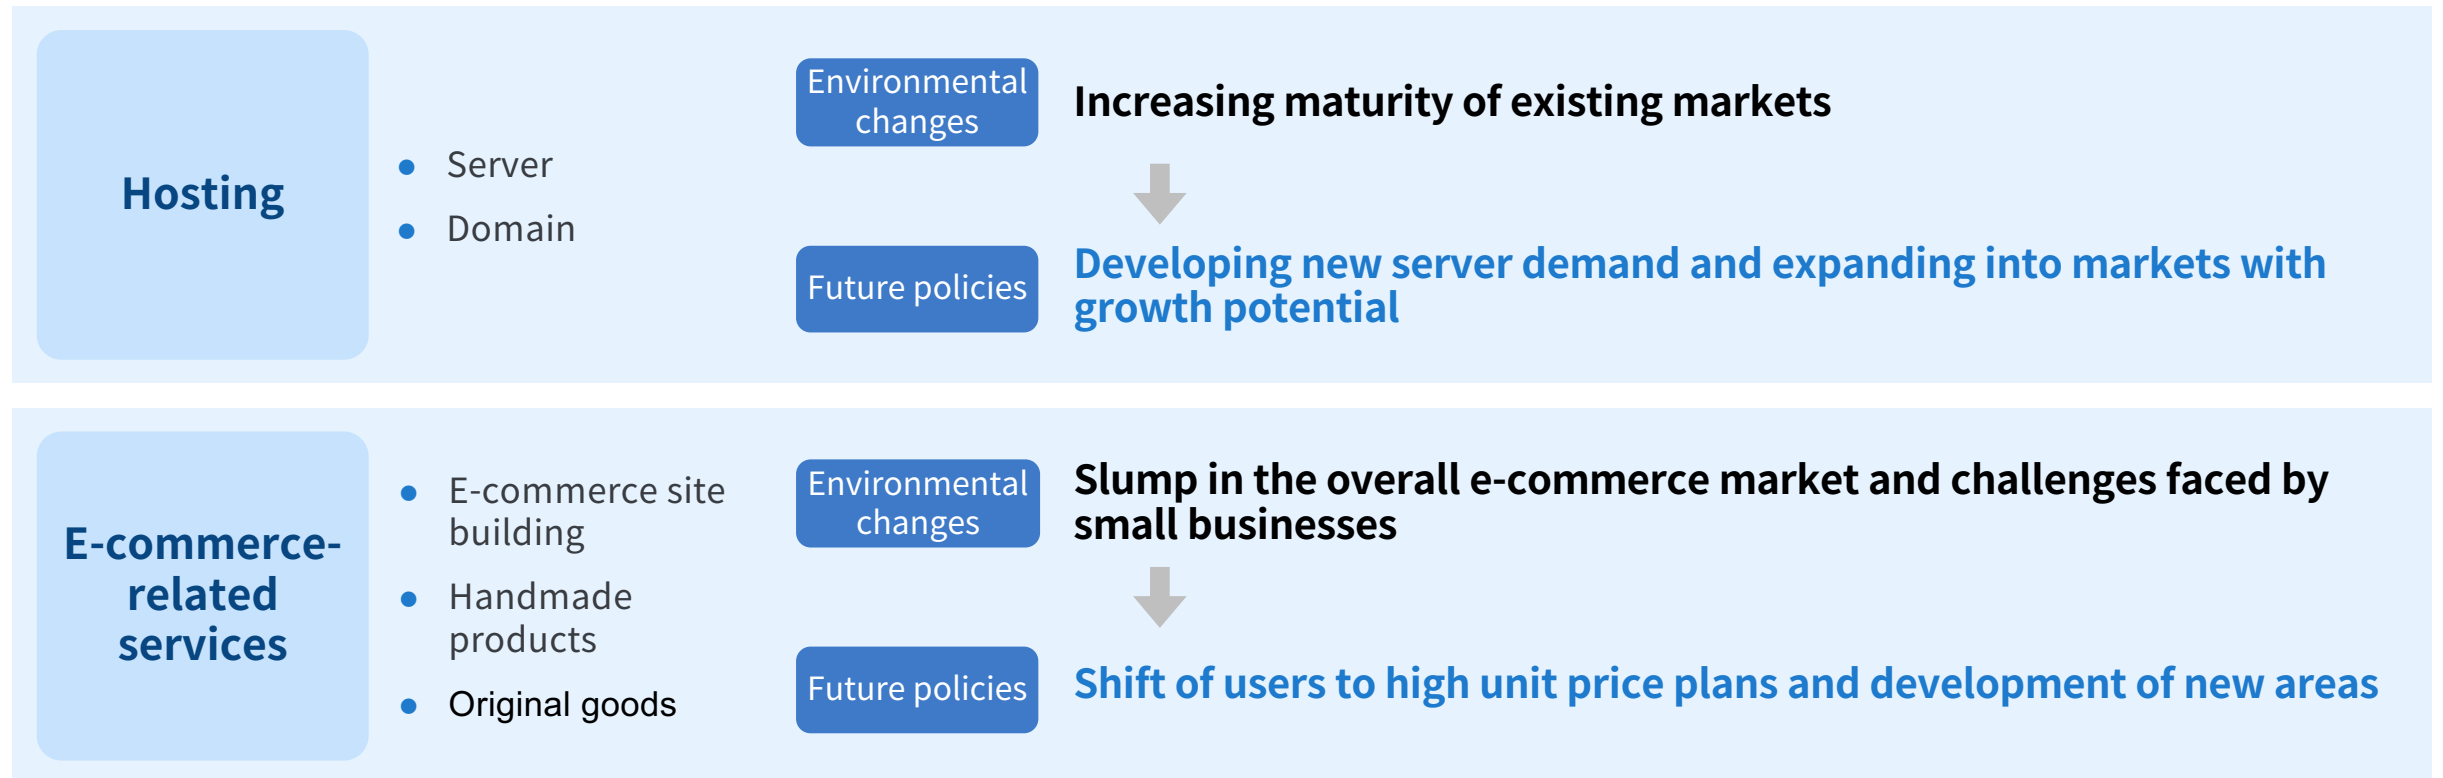 Hosting
Server
Domain
Environmental
changes
Increasing maturity of existing markets
Future policies
Developing new server demand and expanding into markets with
growth potential
E-commerce-
related
services
E-commerce site
building
Handmade
products
Original goods
Environmental
changes
Slump in the overall e-commerce market and challenges faced by
small businesses
Future policies
Shift of users to high unit price plans and development of new areas